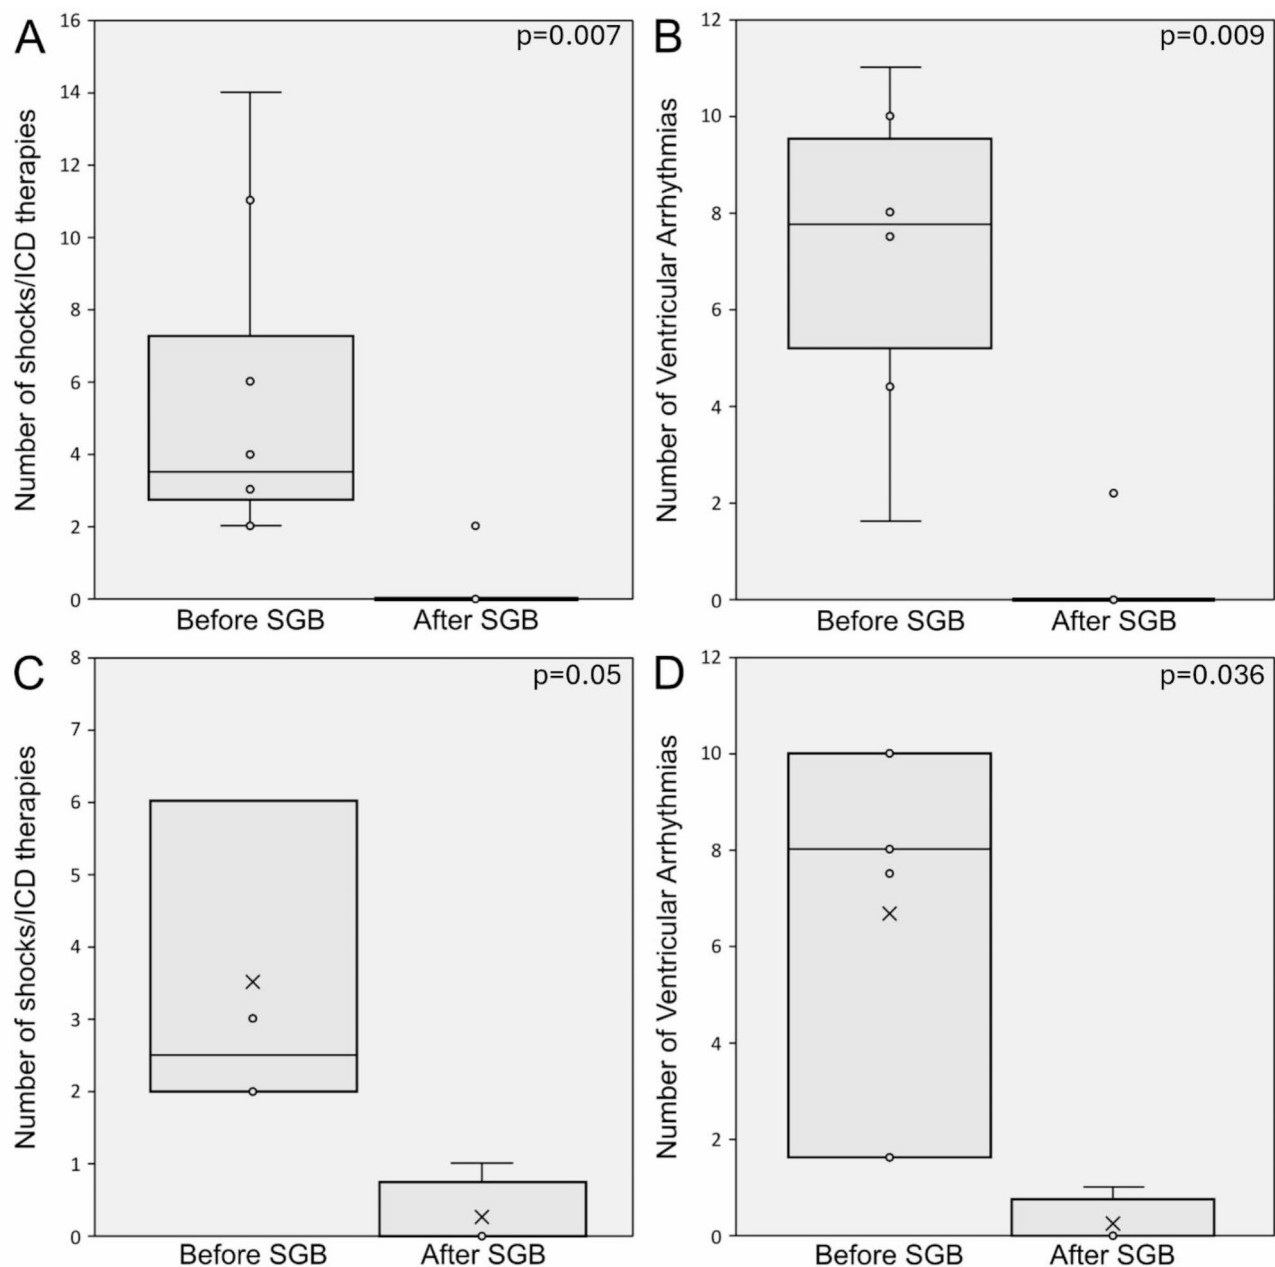 A
p=0.007
Number of shocks/ICD therapies
16
14
12
10
8
6
4
2
0
Before SGB
After SGB
B
p=0.009
Number of Ventricular Arrhythmias
12
10
8
6
4
2
0
Before SGB
After SGB
C
p=0.05
Number of shocks/ICD therapies
8
7
6
5
4
3
2
1
0
Before SGB
After SGB
D
p=0.036
Number of Ventricular Arrhythmias
12
10
8
6
4
2
0
Before SGB
After SGB